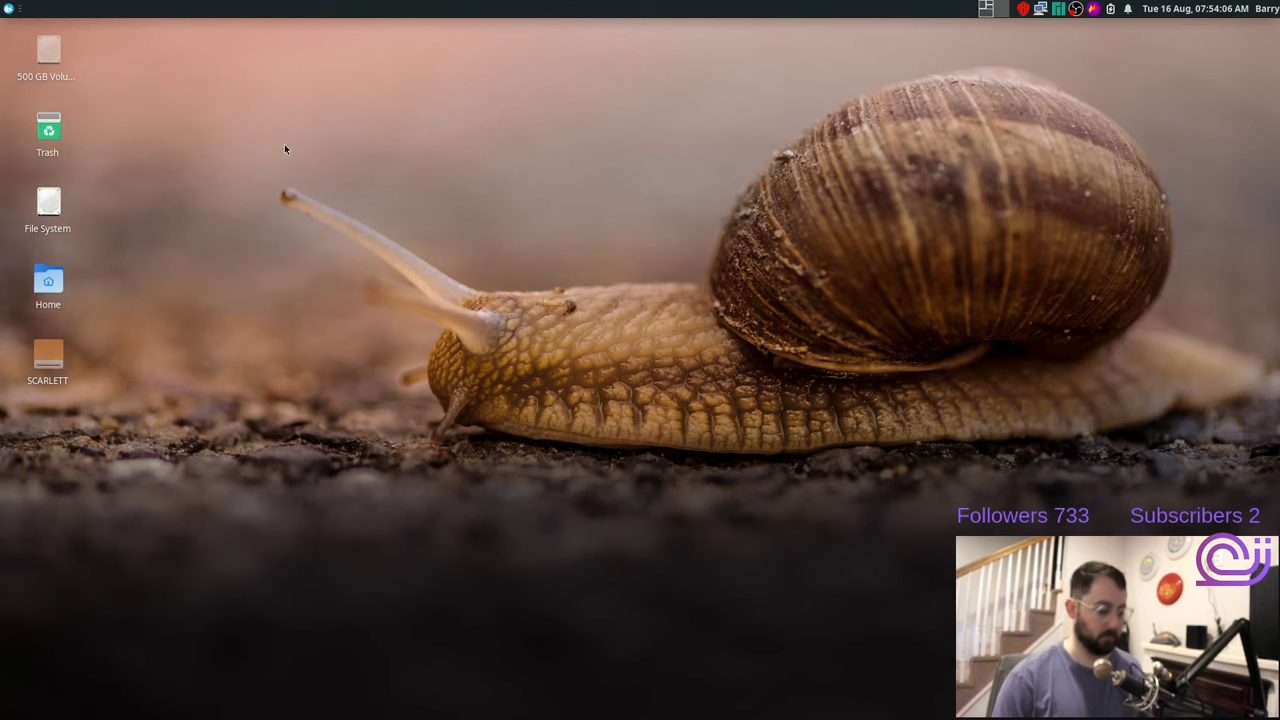 Tue 16 Aug, 07:54:06 AM Barry
500 GB Volu...
Trash
File System
Home
SCARLETT
Followers 733 Subscribers 2